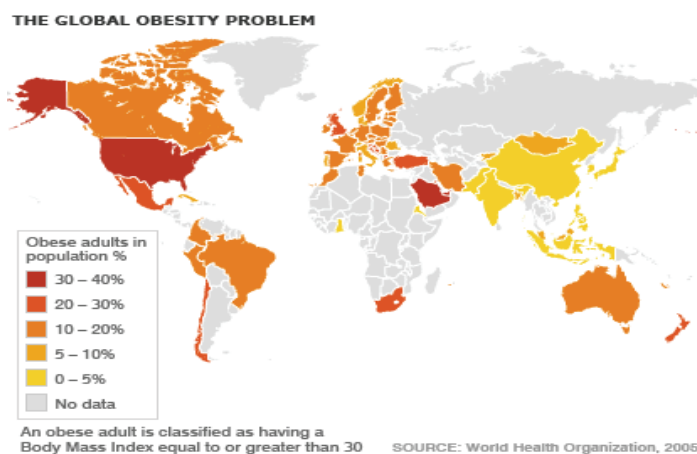 THE GLOBAL OBESITY PROBLEM
Obese adults in
population %
30 – 40%
20 – 30%
10 – 20%
5 – 10%
0 – 5%
No data
An obese adult is classified as having a
Body Mass Index equal to or greater than 30
SOURCE: World Health Organization,